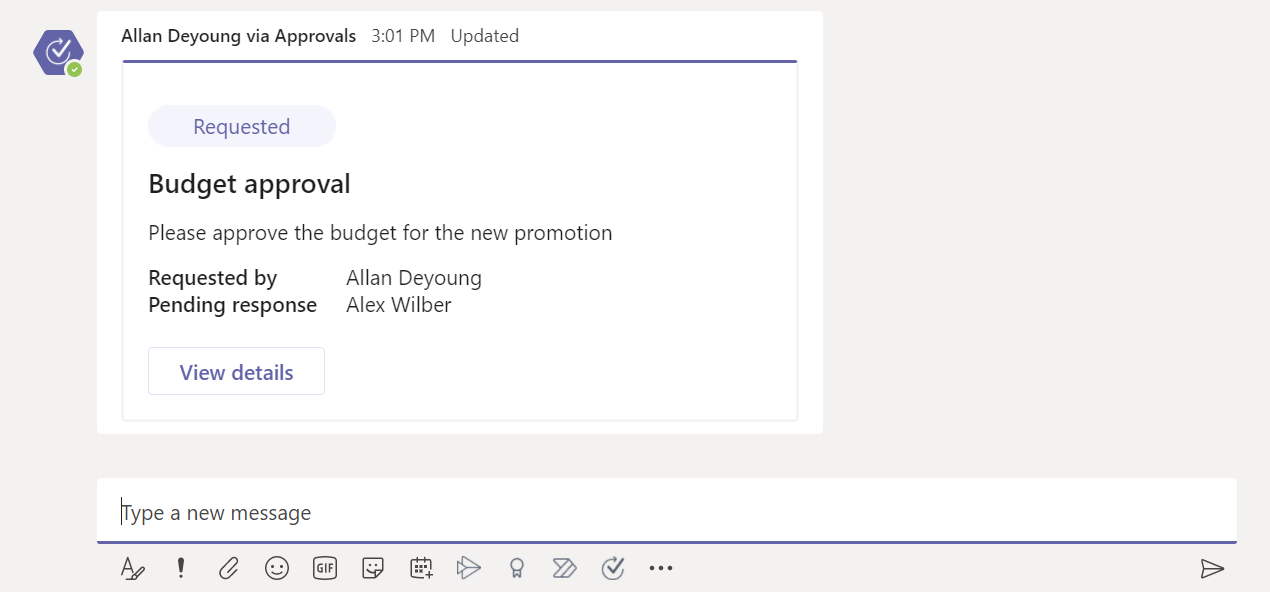 Allan Deyoung via Approvals 3:01 PM Updated
Requested
Budget approval
Please approve the budget for the new promotion
Requested by Allan Deyoung
Pending response Alex Wilber
View details
Type a new message
GIF